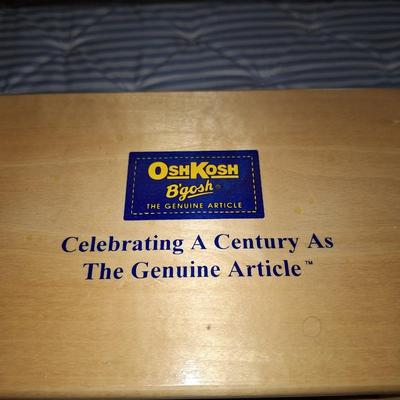 OSHKOSH
B'gosh®
THE GENUINE ARTICLE
Celebrating A Century As
The Genuine Article™